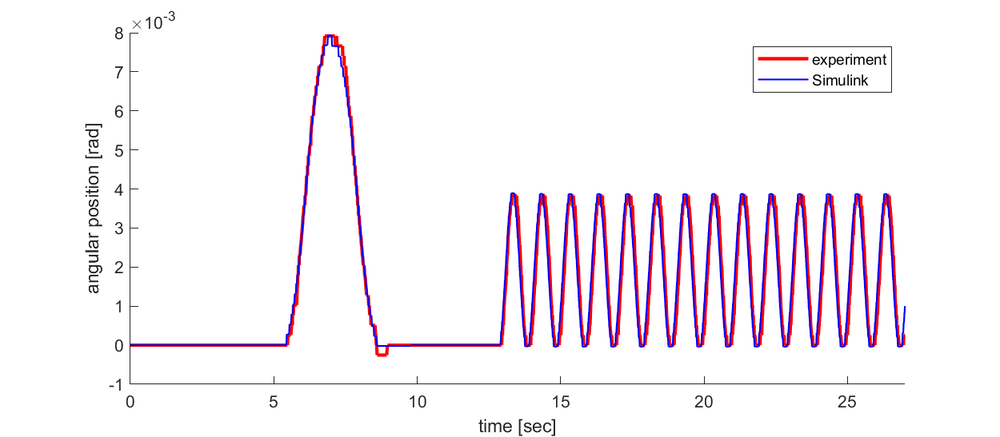 ×10-3
8
7
6
5
4
3
2
1
0
-1
angular position [rad]
0 5 10 15 20 25
time [sec]
experiment
Simulink